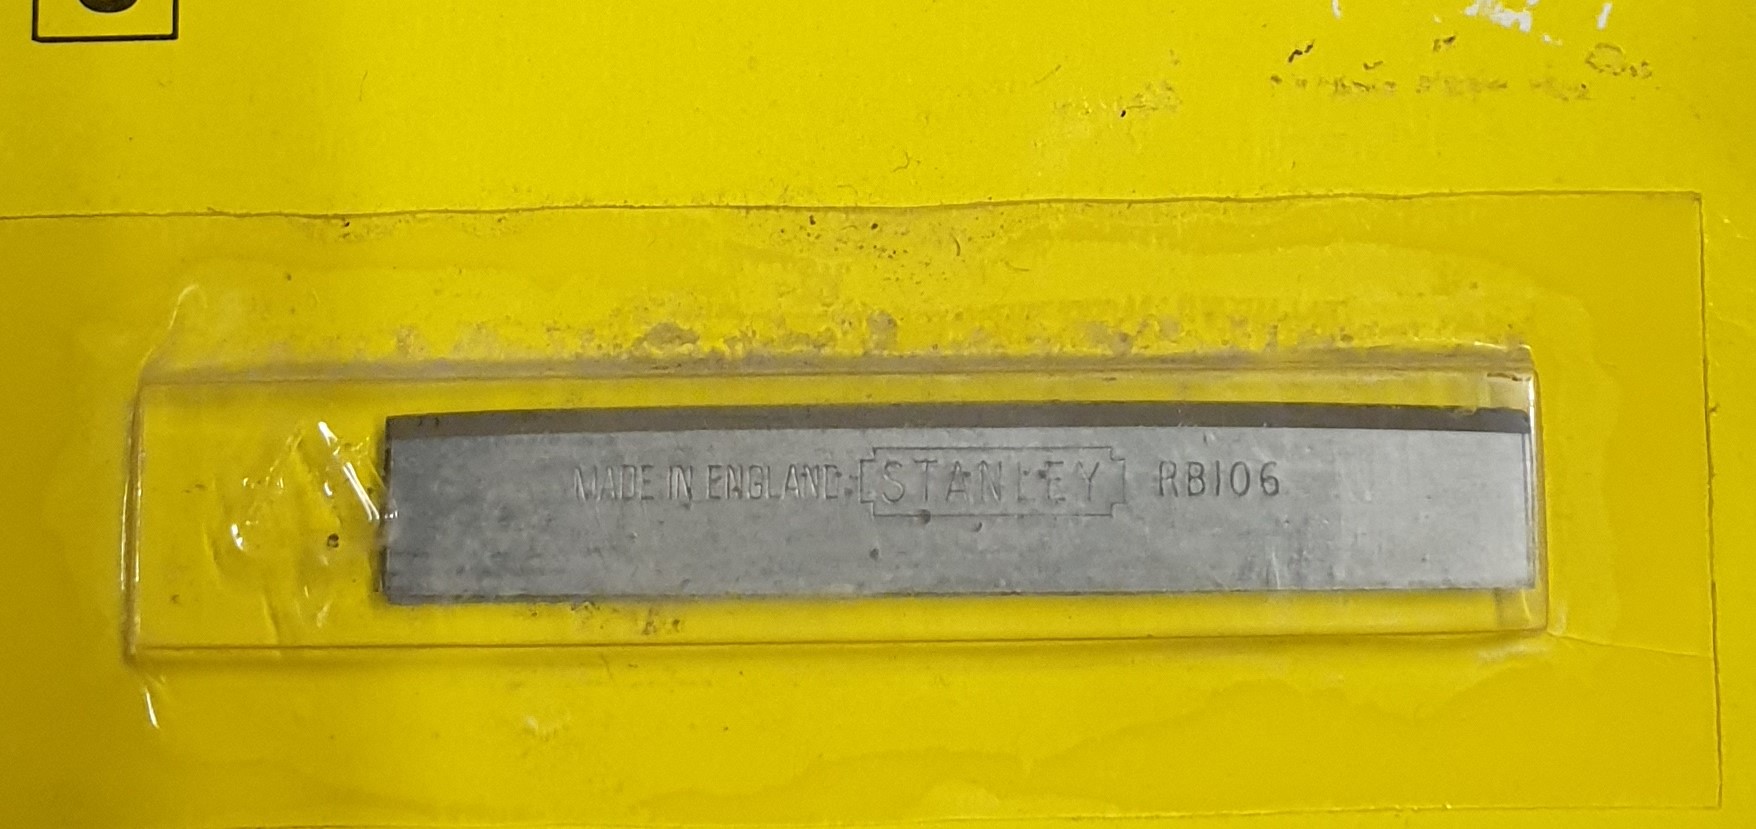 MADE IN ENGLAND. STANLEY RB106